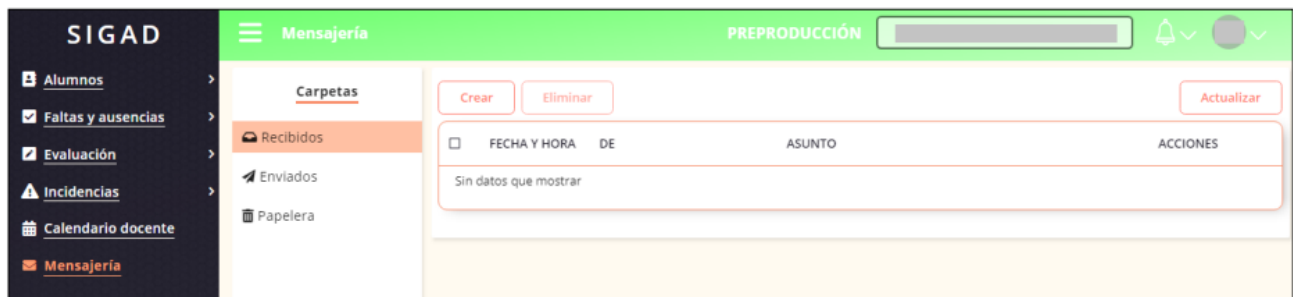 SIGAD
Alumnos
Faltas y ausencias
Evaluación
Incidencias
Calendario docente
Mensajería
Mensajería
PREPRODUCCIÓN
Carpetas
Recibidos
Enviados
Papelera
Crear Eliminar Actualizar
FECHA Y HORA DE ASUNTO ACCIONES
Sin datos que mostrar